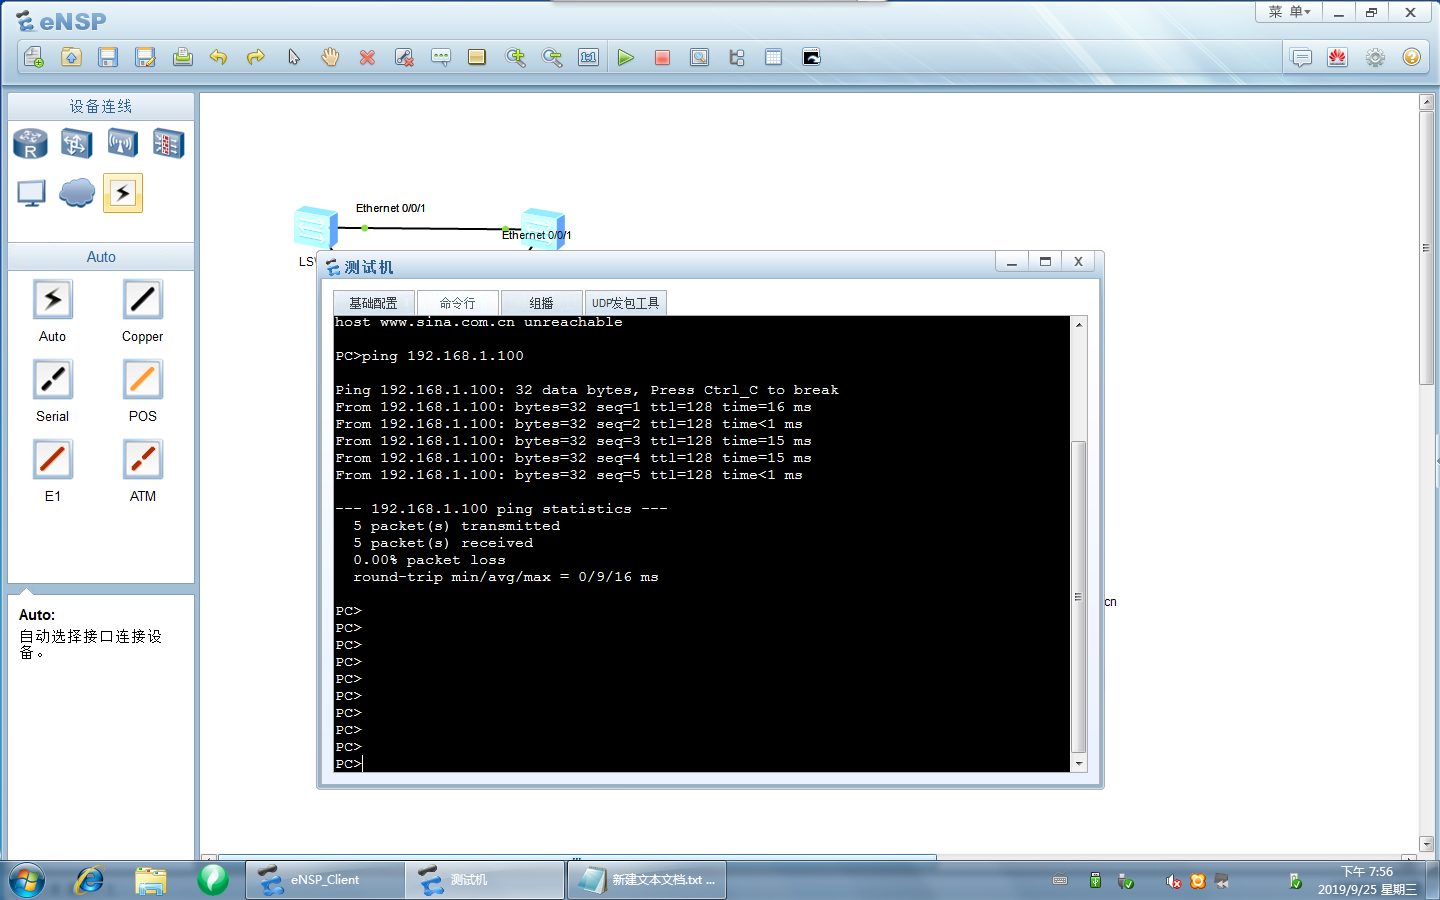 eNSP
菜 单
设备连线
R
Auto
Auto
Copper
Serial
POS
E1
ATM
Auto:
自动选择接口连接设
备。
Ethernet 0/0/1
Ethernet 0/0/1
测试机
基础配置
命令行
组播
UDP发包工具
host www.sina.com.cn unreachable
PC>ping 192.168.1.100
Ping 192.168.1.100: 32 data bytes, Press Ctrl_C to break
From 192.168.1.100: bytes=32 seq=1 ttl=128 time=16 ms
From 192.168.1.100: bytes=32 seq=2 ttl=128 time<1 ms
From 192.168.1.100: bytes=32 seq=3 ttl=128 time=15 ms
From 192.168.1.100: bytes=32 seq=4 ttl=128 time=15 ms
From 192.168.1.100: bytes=32 seq=5 ttl=128 time<1 ms
--- 192.168.1.100 ping statistics ---
5 packet(s) transmitted
5 packet(s) received
0.00% packet loss
round-trip min/avg/max = 0/9/16 ms
PC>
PC>
PC>
PC>
PC>
PC>
PC>
PC>
PC>
PC>
cn
eNSP_Client
测试机
新建文本文档.txt ...
下午 7:56
2019/9/25 星期三